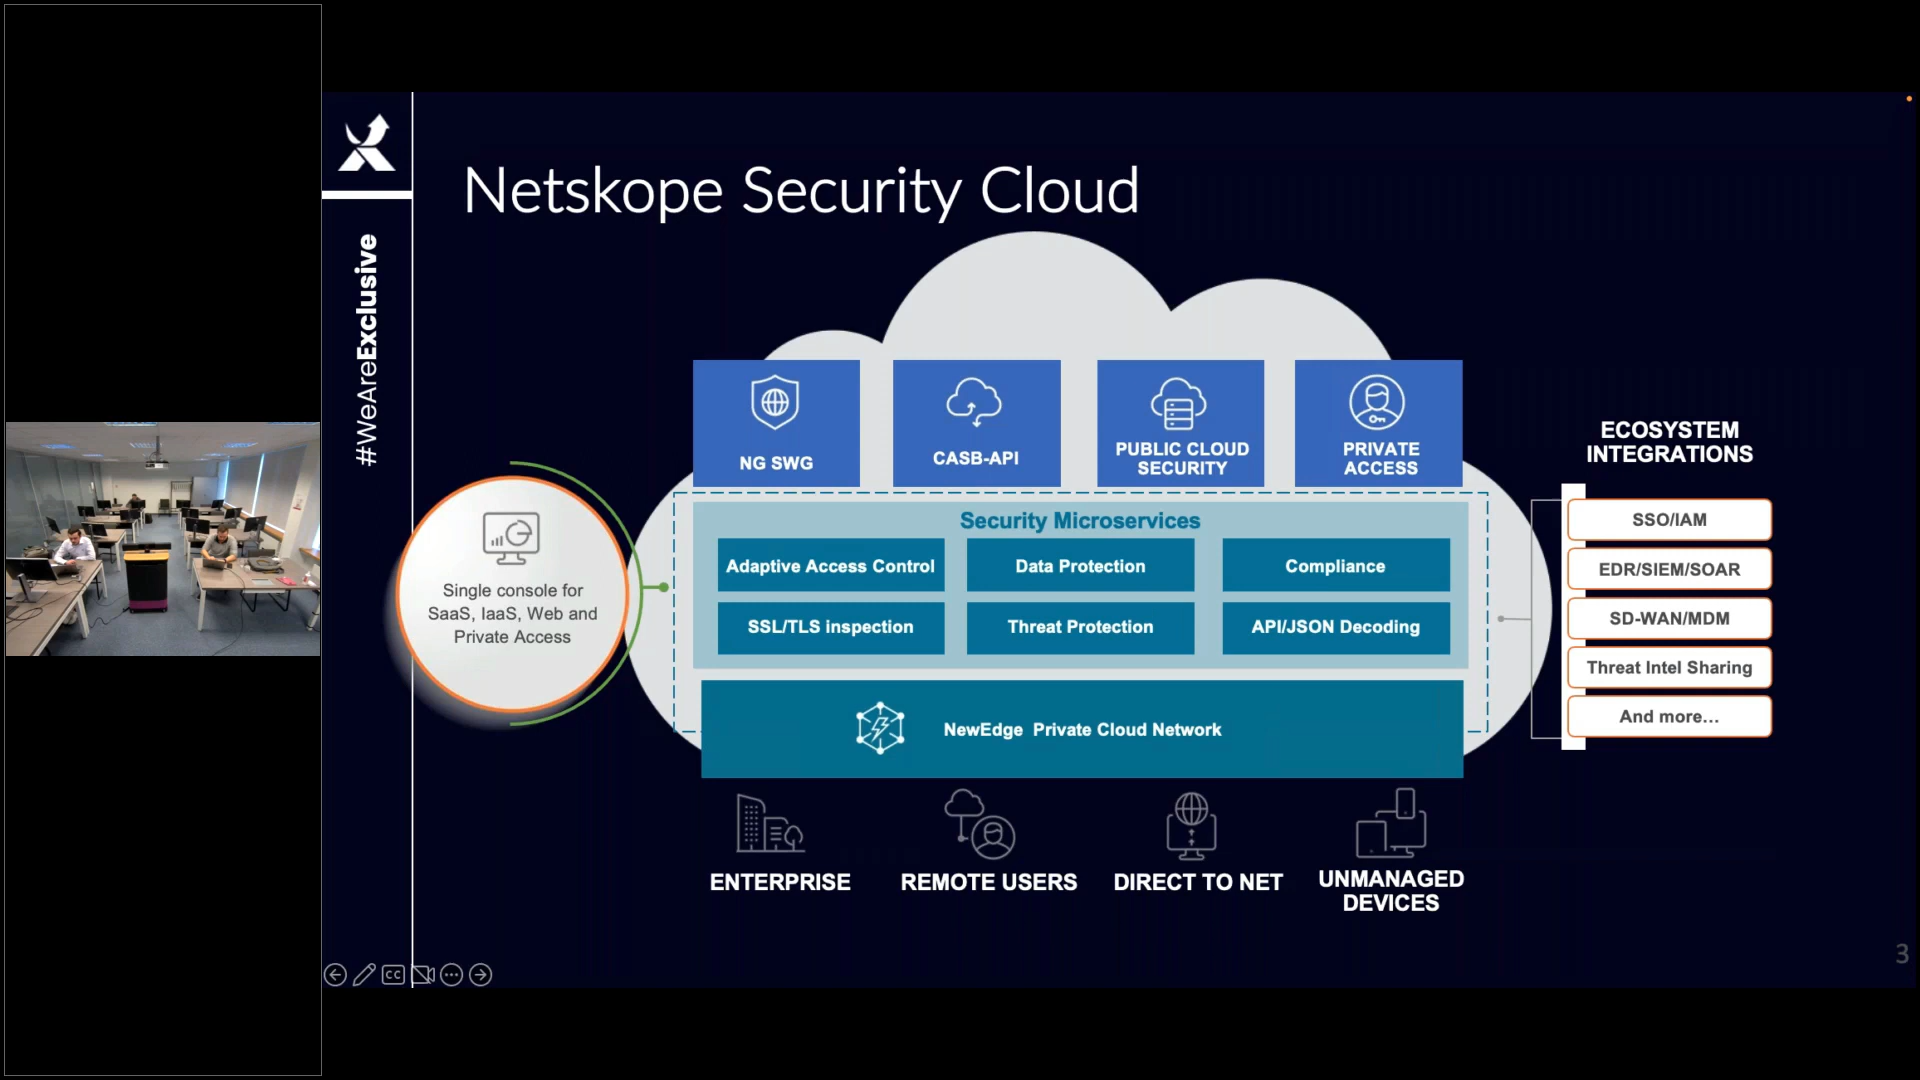 #WeAreExclusive
Netskope Security Cloud
NG SWG
CASB-API
PUBLIC CLOUD
SECURITY
PRIVATE
ACCESS
Single console for
SaaS, IaaS, Web and
Private Access
Security Microservices
Adaptive Access Control
Data Protection
Compliance
SSL/TLS inspection
Threat Protection
API/JSON Decoding
NewEdge Private Cloud Network
ENTERPRISE
REMOTE USERS
DIRECT TO NET
UNMANAGED
DEVICES
ECOSYSTEM
INTEGRATIONS
SSO/IAM
EDR/SIEM/SOAR
SD-WAN/MDM
Threat Intel Sharing
And more...
CC
3